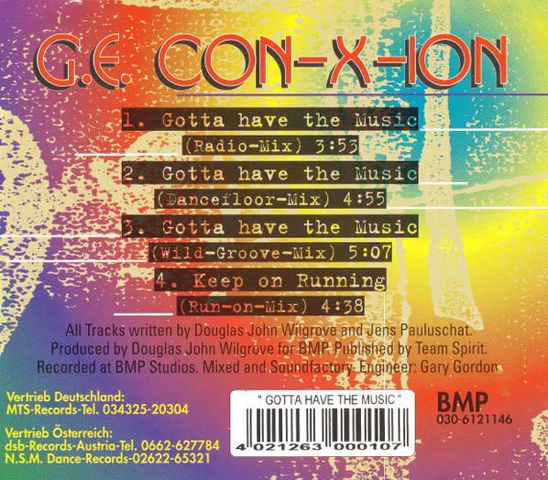 G.E. CON-X-ION
1. Gotta have the Music
(Radio-Mix) 3:53
2. Gotta have the Music
(Dancefloor-Mix) 4:55
3. Gotta have the Music
(Wild-Groove-Mix) 5:07
4. Keep on Running
(Run-on-Mix) 4:38
All Tracks written by Douglas John Wilgrove and Jens Pauluschat.
Produced by Douglas John Wilgrove for BMP. Published by Team Spirit.
Recorded at BMP Studios. Mixed and Soundfactory. Engineer: Gary Gordon
Vertrieb Deutschland:
MTS-Records-Tel. 034325-20304
Vertrieb Österreich:
dsb-Records-Austria-Tel. 0662-627784
N.S.M. Dance-Records-02622-65321
" GOTTA HAVE THE MUSIC "
4 021263 000107
BMP
030-6121146